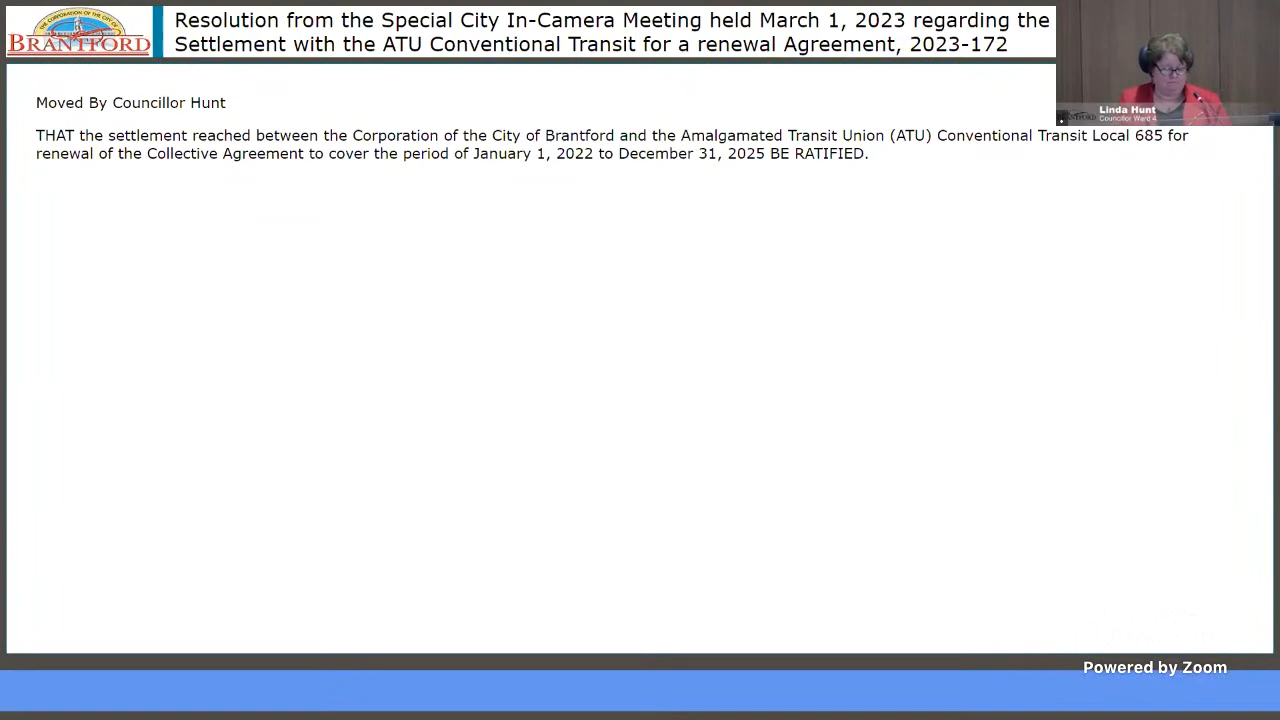 THE CORPORATION OF THE CITY OF
BRANTFORD
Resolution from the Special City In-Camera Meeting held March 1, 2023 regarding the
Settlement with the ATU Conventional Transit for a renewal Agreement, 2023-172
Linda Hunt
Councillor Ward 4
Moved By Councillor Hunt
THAT the settlement reached between the Corporation of the City of Brantford and the Amalgamated Transit Union (ATU) Conventional Transit Local 685 for
renewal of the Collective Agreement to cover the period of January 1, 2022 to December 31, 2025 BE RATIFIED.
Powered by Zoom